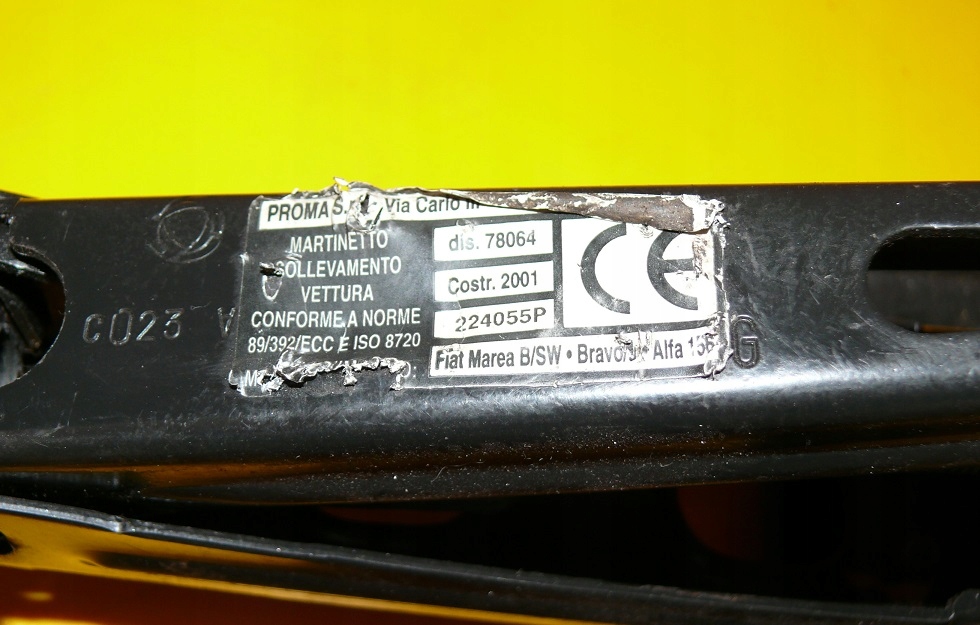 PROMA S.r.l. Via Carlo
MARTINETTO
SOLLEVAMENTO
VETTURA
CONFORME A NORME
89/392/ECC E ISO 8720
dis. 78064
Costr. 2001
224055P
CE
Fiat Marea B/SW • Bravo/a • Alfa 156
C023 V
G